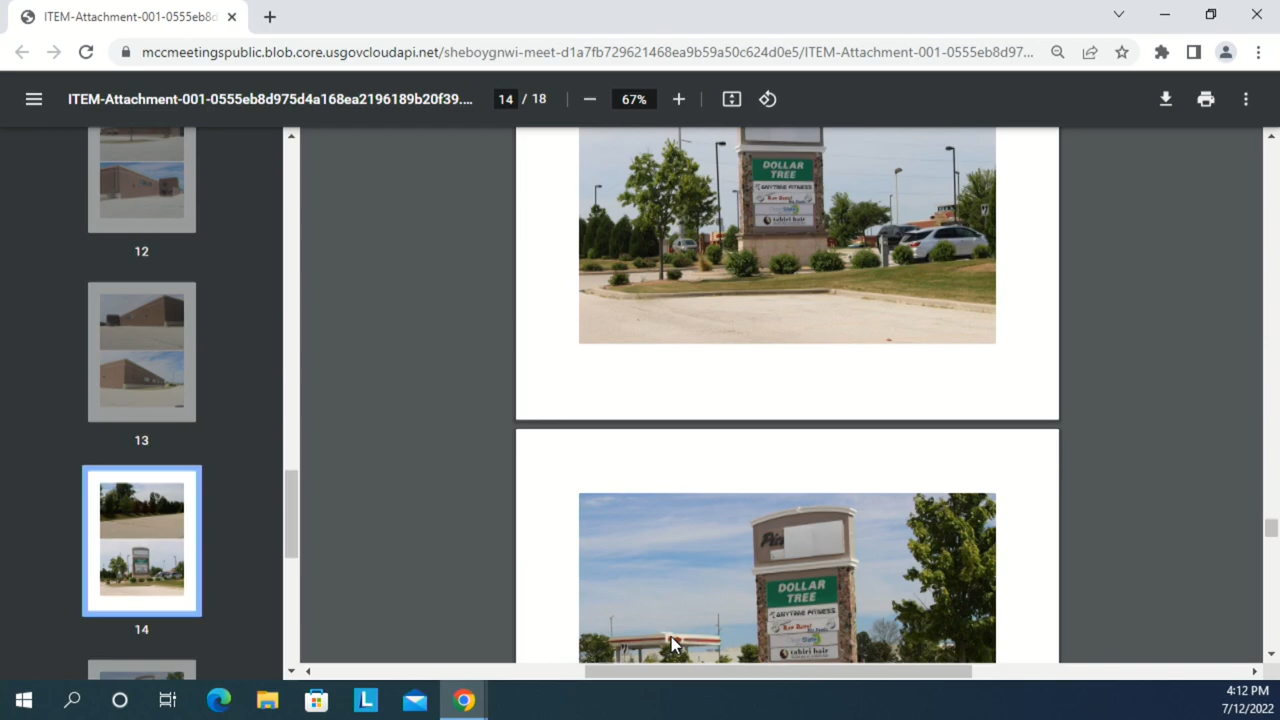 ITEM-Attachment-001-0555eb8d
mccmeetingspublic.blob.core.usgovcloudapi.net/sheboygnwi-meet-d1a7fb729621468ea9b59a50c624d0e5/ITEM-Attachment-001-0555eb8d97...
ITEM-Attachment-001-0555eb8d975d4a168ea2196189b20f39....
14 / 18
67%
12
13
14
DOLLAR
TREE
ANYTIME FITNESS
tahiri hair
Pin
DOLLAR
TREE
ANYTIME FITNESS
tahiri hair
4:12 PM
7/12/2022